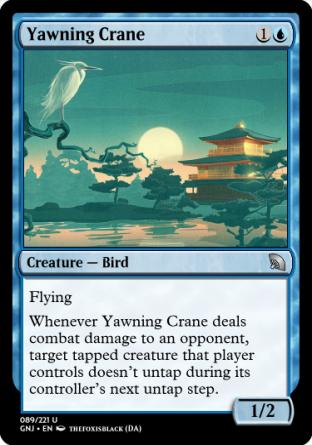 Yawning Crane 1
Creature — Bird
Flying
Whenever Yawning Crane deals
combat damage to an opponent,
target tapped creature that player
controls doesn't untap during its
controller's next untap step.
1/2
089/221 U
GNJ • EN THEFOXISBLACK (DA)